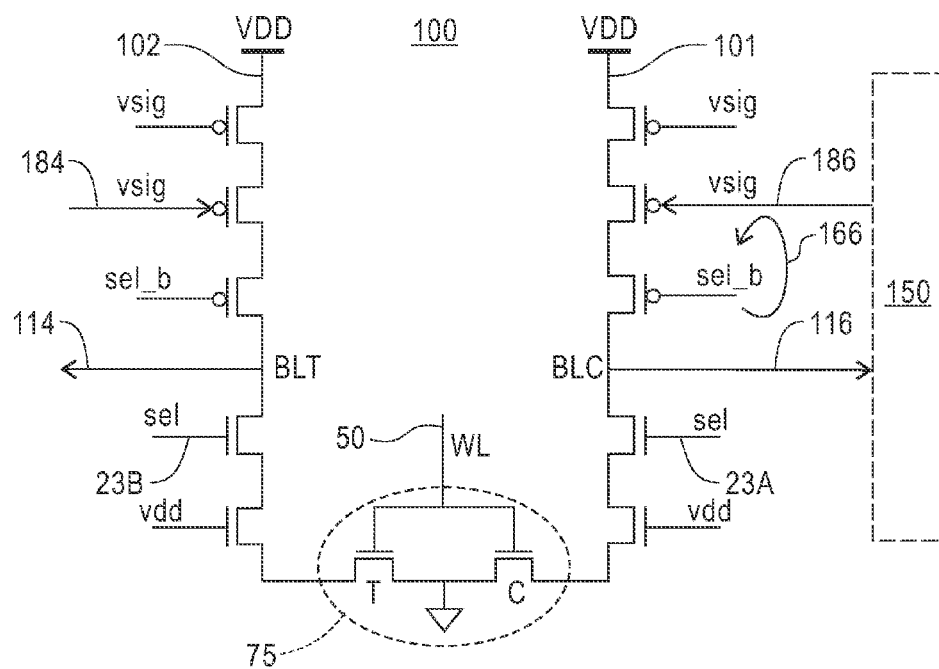 VDD 100 VDD
102 101
vsig vsig
184 vsig vsig 186
166
sel_b sel_b 150
114 116
BLT BLC
sel 50 WL sel
23B 23A
vdd vdd
T C
75